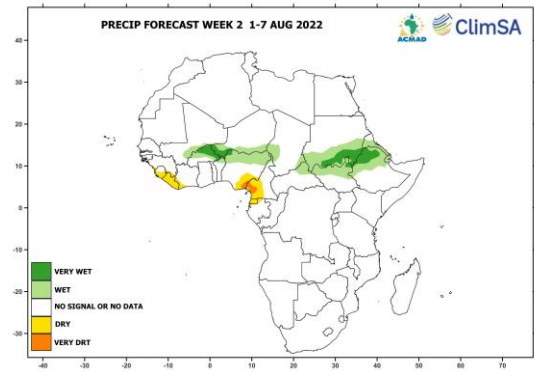 PRECIP FORECAST WEEK 2 1-7 AUG 2022
ACMAD
ClimSA
40
30
20
10
0
-10
-20
-30
VERY WET
WET
NO SIGNAL OR NO DATA
DRY
VERY DRT
-40 -30 -20 -10 0 10 20 30 40 50 60 70